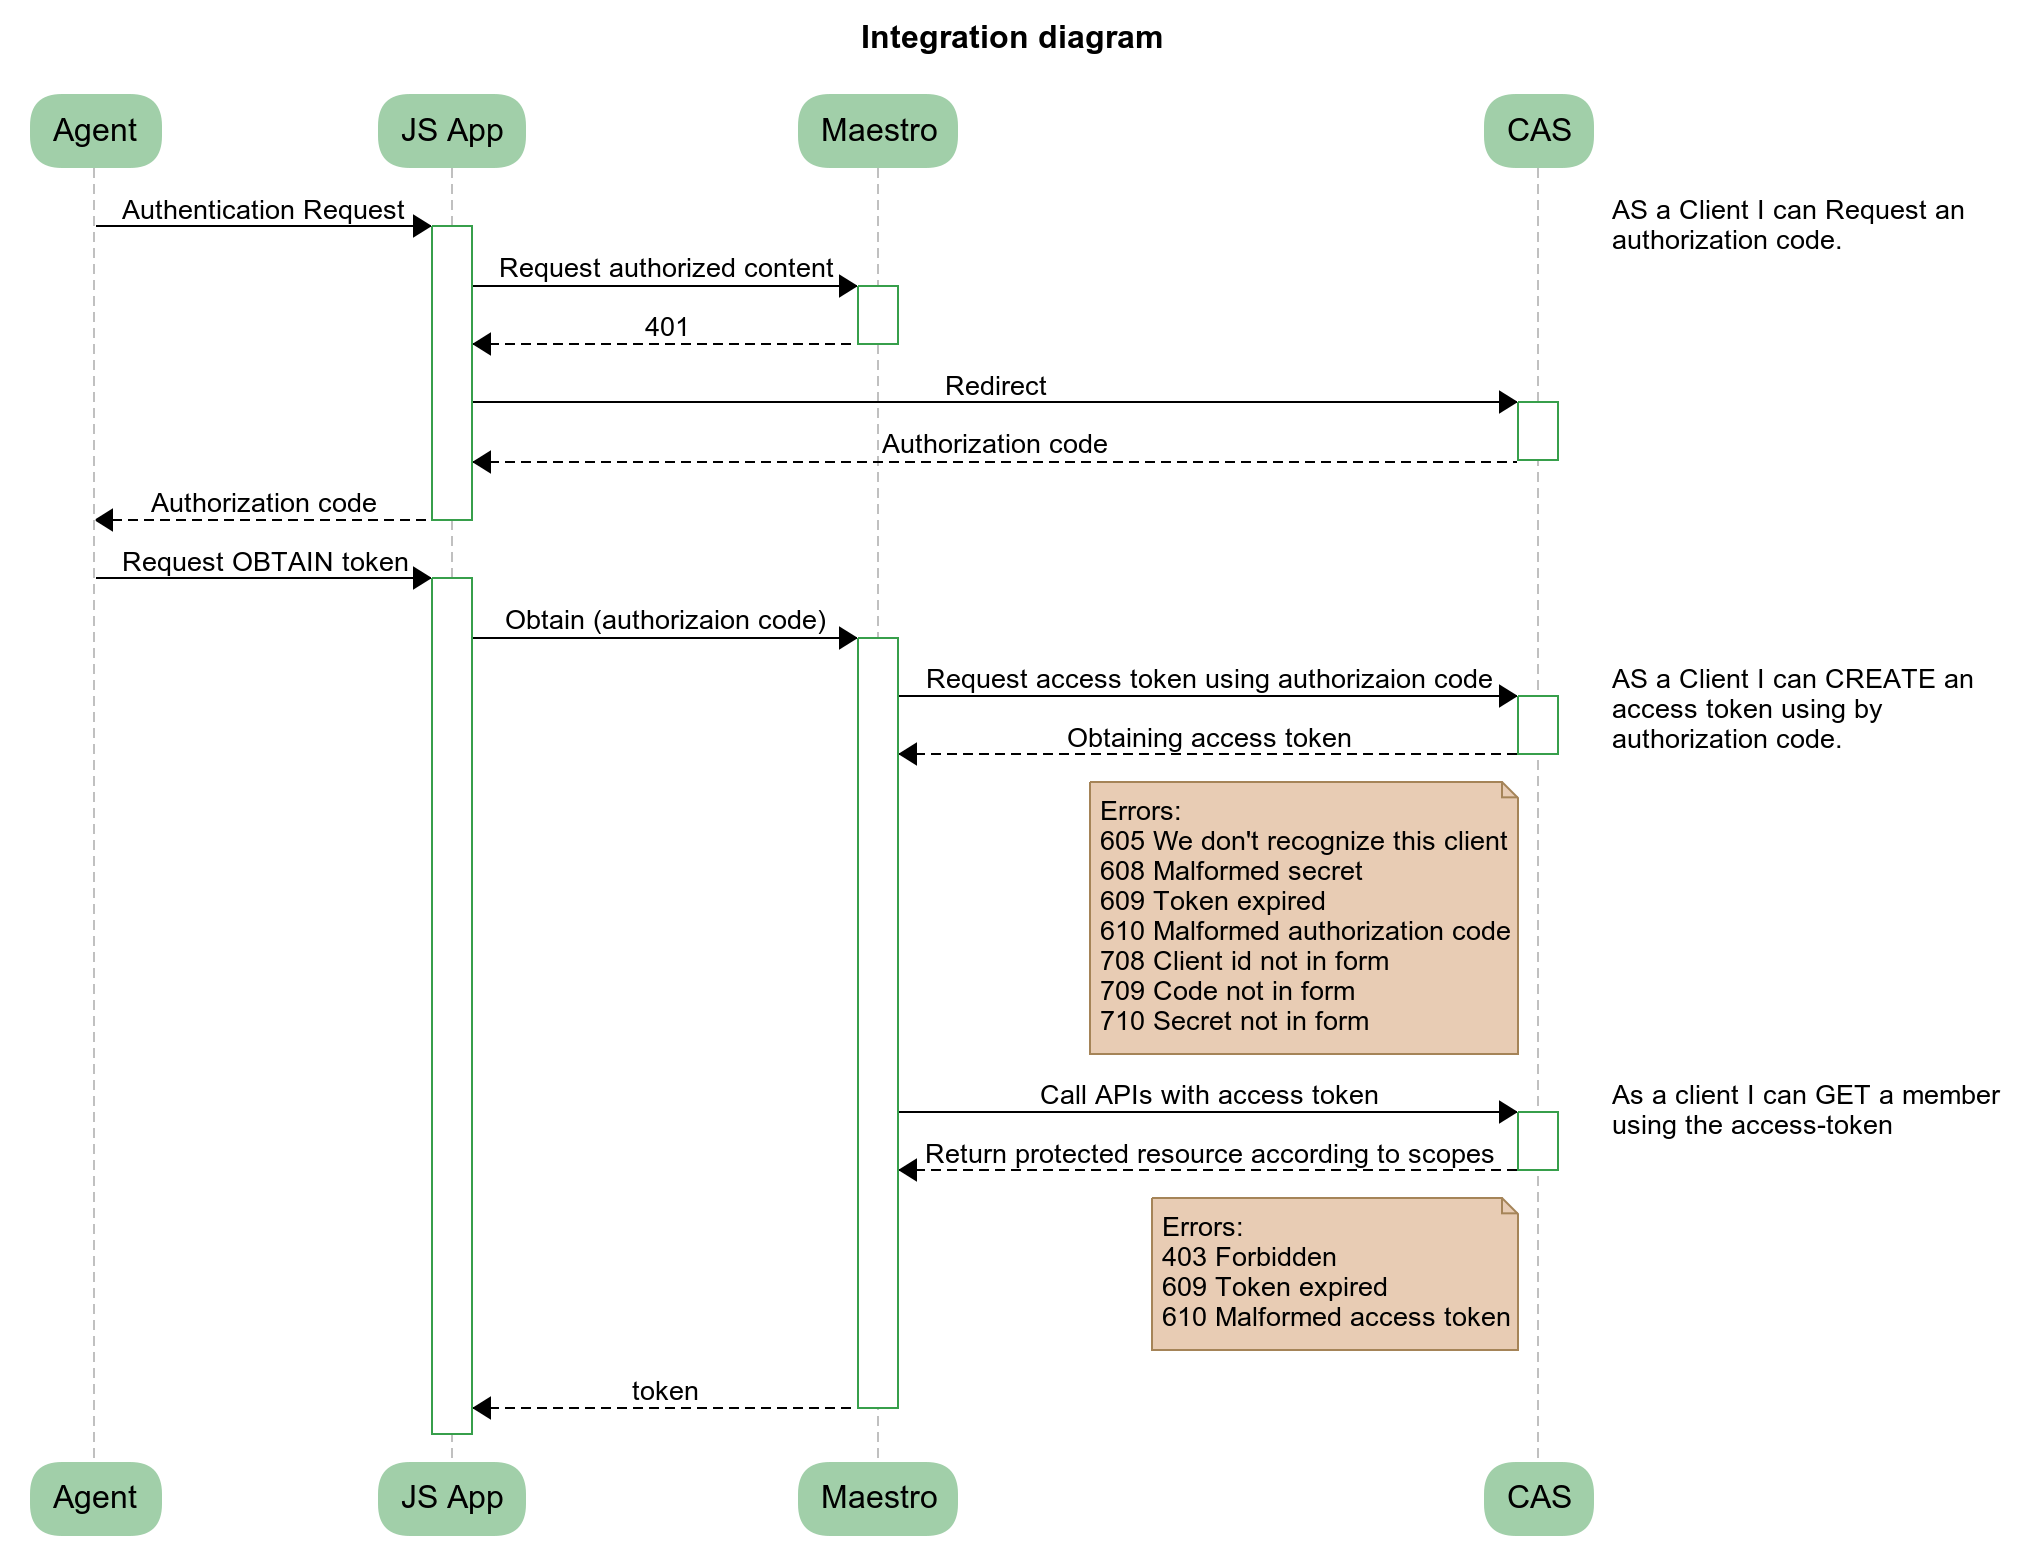 Integration diagram
Agent
JS App
Maestro
CAS
Authentication Request
AS a Client I can Request an
authorization code.
Request authorized content
401
Redirect
Authorization code
Authorization code
Request OBTAIN token
Obtain (authorizaion code)
Request access token using authorizaion code
AS a Client I can CREATE an
access token using by
authorization code.
Obtaining access token
Errors:
605 We don't recognize this client
608 Malformed secret
609 Token expired
610 Malformed authorization code
708 Client id not in form
709 Code not in form
710 Secret not in form
Call APIs with access token
As a client I can GET a member
using the access-token
Return protected resource according to scopes
Errors:
403 Forbidden
609 Token expired
610 Malformed access token
token
Agent
JS App
Maestro
CAS